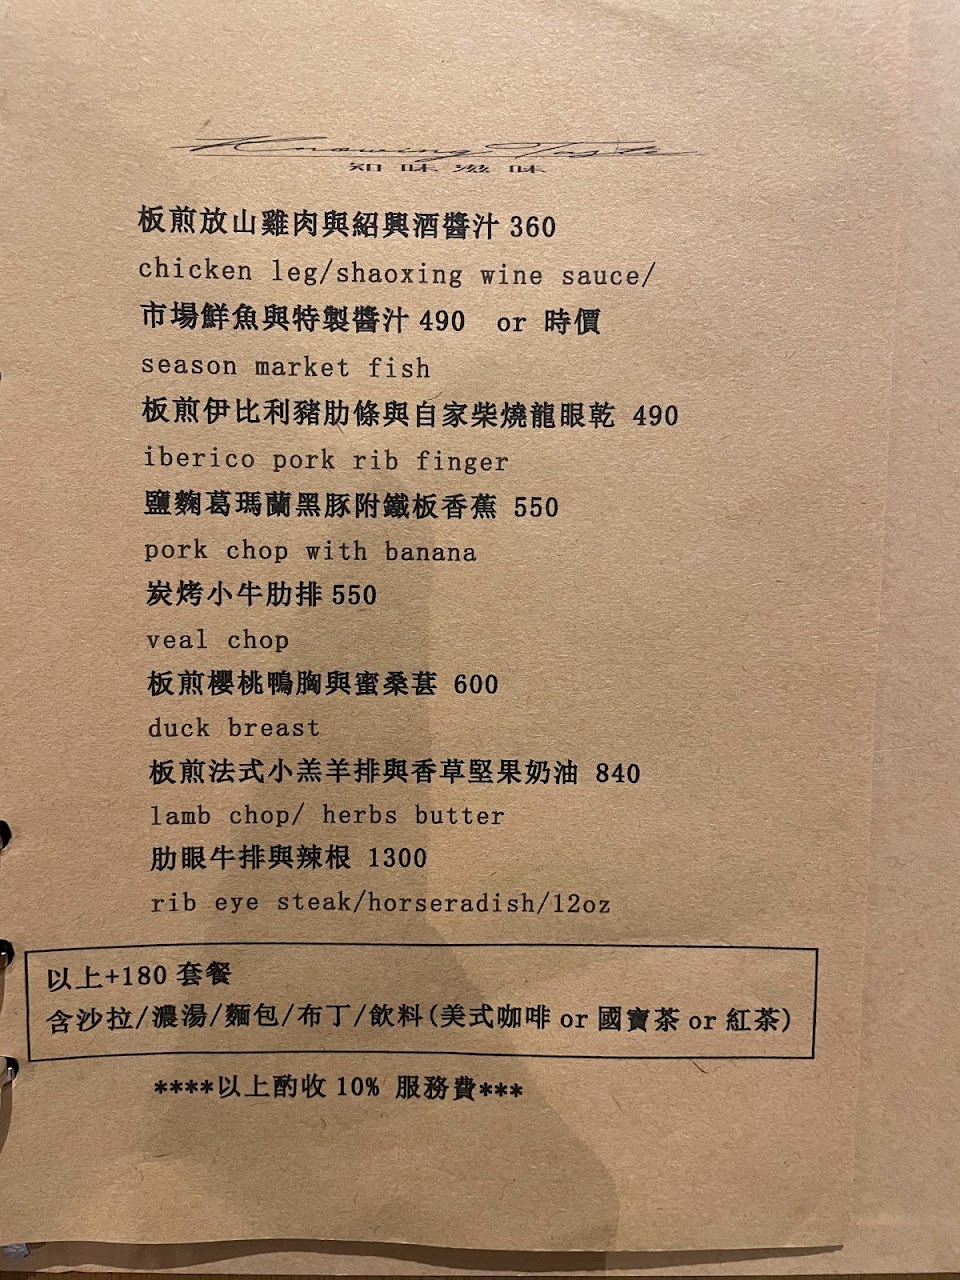 Knowing Taste
知味滋味
板煎放山雞肉與紹興酒醬汁 360
chicken leg/shaoxing wine sauce/
市場鮮魚與特製醬汁 490 or 時價
season market fish
板煎伊比利豬肋條與自家柴燒龍眼乾 490
iberico pork rib finger
鹽麴葛瑪蘭黑豚附鐵板香蕉 550
pork chop with banana
炭烤小牛肋排 550
veal chop
板煎櫻桃鴨胸與蜜桑葚 600
duck breast
板煎法式小羔羊排與香草堅果奶油 840
lamb chop/ herbs butter
肋眼牛排與辣根 1300
rib eye steak/horseradish/12oz
以上+180 套餐
含沙拉/濃湯/麵包/布丁/飲料(美式咖啡 or 國寶茶 or 紅茶)
****以上酌收 10% 服務費***